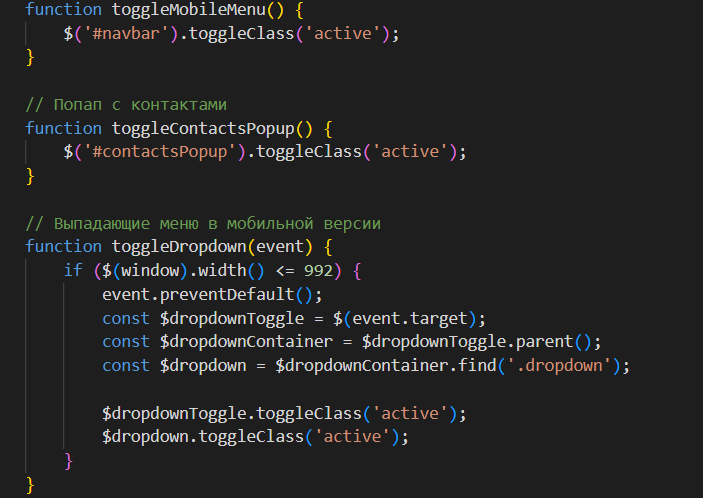 function toggleMobileMenu() {
    $('#navbar').toggleClass('active');
}

// Попап с контактами
function toggleContactsPopup() {
    $('#contactsPopup').toggleClass('active');
}

// Выпадающие меню в мобильной версии
function toggleDropdown(event) {
    if ($(window).width() <= 992) {
        event.preventDefault();
        const $dropdownToggle = $(event.target);
        const $dropdownContainer = $dropdownToggle.parent();
        const $dropdown = $dropdownContainer.find('.dropdown');

        $dropdownToggle.toggleClass('active');
        $dropdown.toggleClass('active');
    }
}